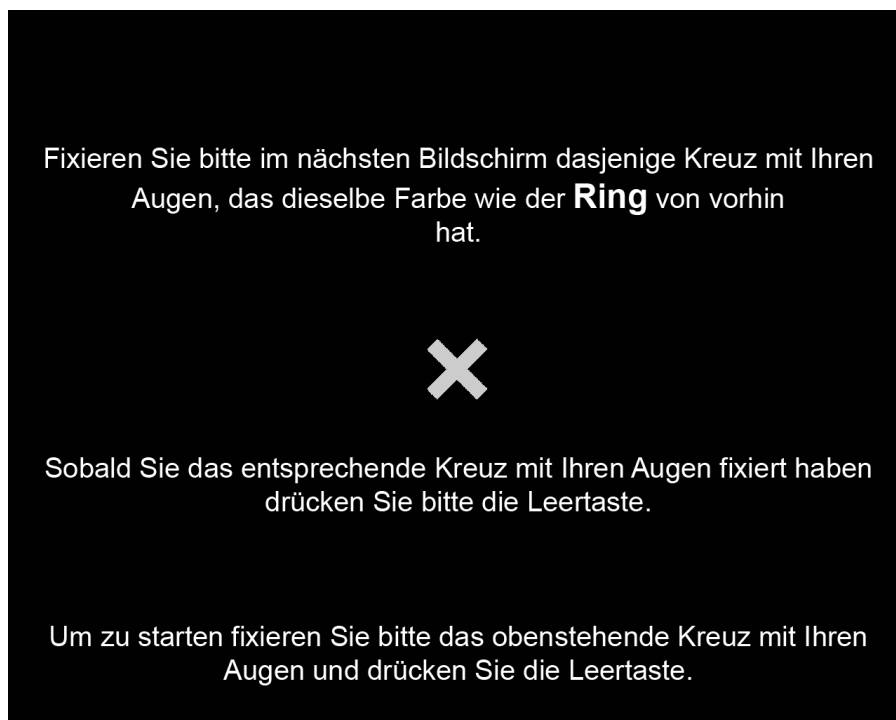 Fixieren Sie bitte im nächsten Bildschirm dasjenige Kreuz mit Ihren
Augen, das dieselbe Farbe wie der Ring von vorhin
hat.
Sobald Sie das entsprechende Kreuz mit Ihren Augen fixiert haben
drücken Sie bitte die Leertaste.
Um zu starten fixieren Sie bitte das obenstehende Kreuz mit Ihren
Augen und drücken Sie die Leertaste.